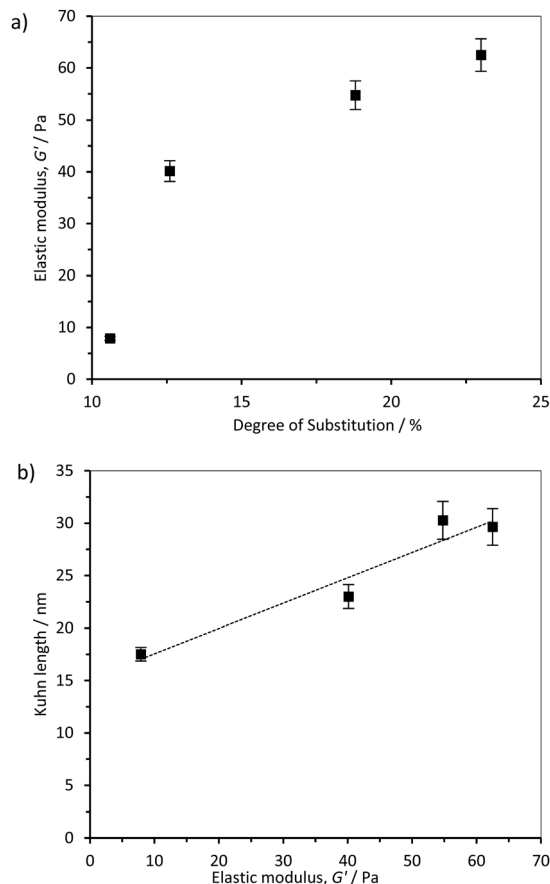 a)
70
60
50
40
30
20
10
0
Elastic modulus, G' / Pa
10 15 20 25
Degree of Substitution / %
b)
35
30
25
20
15
10
5
0
Kuhn length / nm
0 10 20 30 40 50 60 70
Elastic modulus, G' / Pa